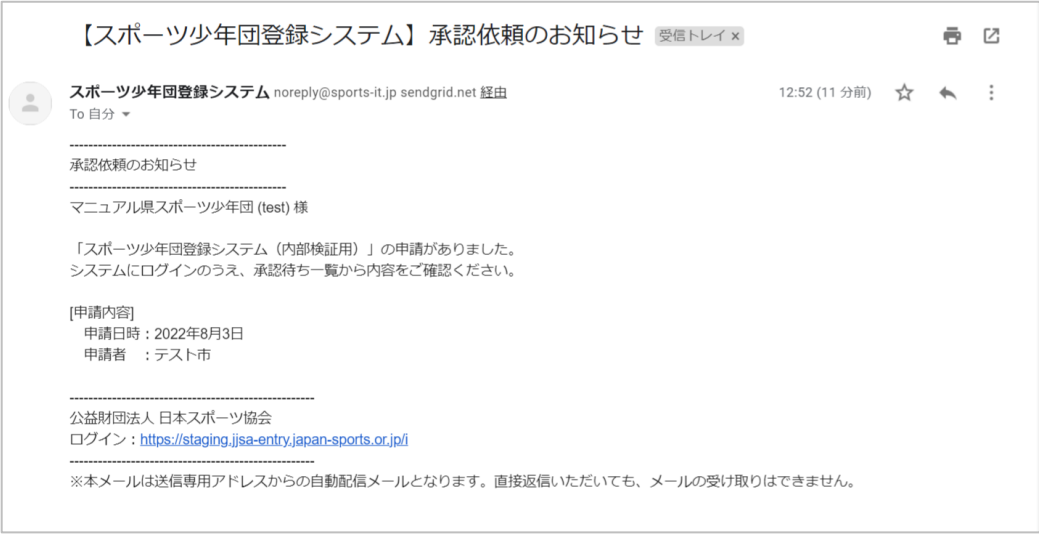 【スポーツ少年団登録システム】承認依頼のお知らせ 受信トレイ ×
スポーツ少年団登録システム noreply@sports-it.jp sendgrid.net 経由 12:52 (11 分前)
To 自分
----------------------------------------------
承認依頼のお知らせ
----------------------------------------------
マニュアル県スポーツ少年団 (test) 様
「スポーツ少年団登録システム（内部検証用）」の申請がありました。
システムにログインのうえ、承認待ち一覧から内容をご確認ください。
[申請内容]
申請日時：2022年8月3日
申請者　：テスト市
----------------------------------------------------
公益財団法人 日本スポーツ協会
ログイン：https://staging.jjsa-entry.japan-sports.or.jp/i
----------------------------------------------------
※本メールは送信専用アドレスからの自動配信メールとなります。直接返信いただいても、メールの受け取りはできません。